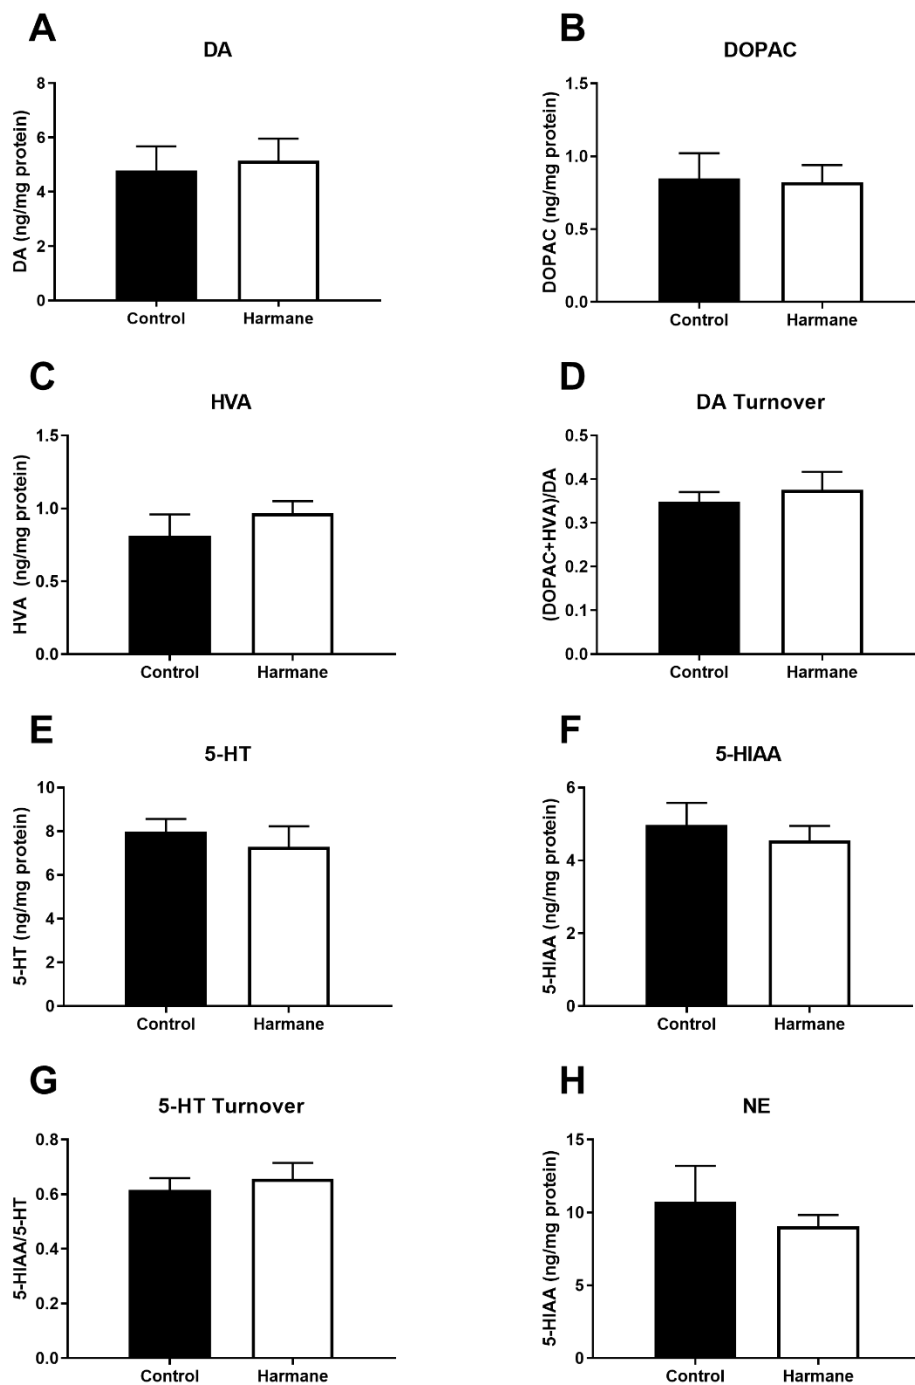 A
DA
DA (ng/mg protein)
8
6
4
2
0
Control
Harmane
B
DOPAC
DOPAC (ng/mg protein)
1.5
1.0
0.5
0.0
Control
Harmane
C
HVA
HVA (ng/mg protein)
1.5
1.0
0.5
0.0
Control
Harmane
D
DA Turnover
(DOPAC+HVA)/DA
0.5
0.4
0.3
0.2
0.1
0.0
Control
Harmane
E
5-HT
5-HT (ng/mg protein)
10
8
6
4
2
0
Control
Harmane
F
5-HIAA
5-HIAA (ng/mg protein)
6
4
2
0
Control
Harmane
G
5-HT Turnover
5-HIAA/5-HT
0.8
0.6
0.4
0.2
0.0
Control
Harmane
H
NE
5-HIAA (ng/mg protein)
15
10
5
0
Control
Harmane